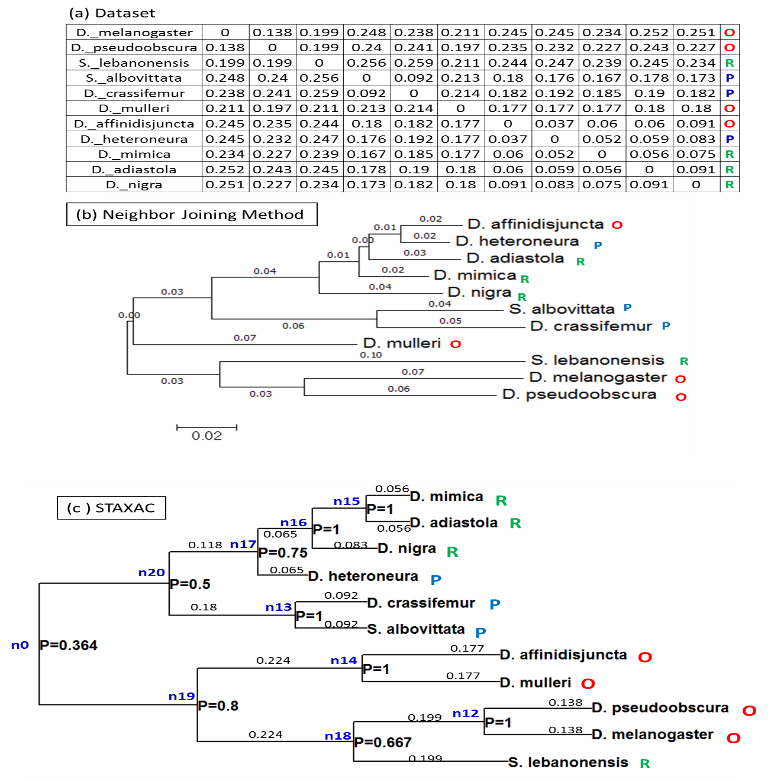 (a) Dataset
D._melanogaster 0 0.138 0.199 0.248 0.238 0.211 0.245 0.245 0.234 0.252 0.251 O
D._pseudoobscura 0.138 0 0.199 0.24 0.241 0.197 0.235 0.232 0.227 0.243 0.227 O
S._lebanonensis 0.199 0.199 0 0.256 0.259 0.211 0.244 0.247 0.239 0.245 0.234 R
S._albovittata 0.248 0.24 0.256 0 0.092 0.213 0.18 0.176 0.167 0.178 0.173 P
D._crassifemur 0.238 0.241 0.259 0.092 0 0.214 0.182 0.192 0.185 0.19 0.182 P
D._mulleri 0.211 0.197 0.211 0.213 0.214 0 0.177 0.177 0.177 0.18 0.18 O
D._affinidisjuncta 0.245 0.235 0.244 0.18 0.182 0.177 0 0.037 0.06 0.06 0.091 O
D._heteroneura 0.245 0.232 0.247 0.176 0.192 0.177 0.037 0 0.052 0.059 0.083 P
D._mimica 0.234 0.227 0.239 0.167 0.185 0.177 0.06 0.052 0 0.056 0.075 R
D._adiastola 0.252 0.243 0.245 0.178 0.19 0.18 0.06 0.059 0.056 0 0.091 R
D._nigra 0.251 0.227 0.234 0.173 0.182 0.18 0.091 0.083 0.075 0.091 0 R
(b) Neighbor Joining Method
0.02 D. affinidisjuncta O
0.01
0.02 D. heteroneura P
0.00
0.03 D. adiastola R
0.01
0.02 D. mimica R
0.04
0.04 D. nigra R
0.03
0.04 S. albovittata P
0.06
0.05 D. crassifemur P
0.00
0.07 D. mulleri O
0.10 S. lebanonensis R
0.03
0.07 D. melanogaster O
0.03
0.06 D. pseudoobscura O
0.02
(c ) STAXAC
0.056 D. mimica R
n15 P=1
0.056 D. adiastola R
n16 P=1
0.065
0.083 D. nigra R
0.118 n17 P=0.75
0.065 D. heteroneura P
n20 P=0.5
0.092 D. crassifemur P
0.18 n13 P=1
0.092 S. albovittata P
n0 P=0.364
0.177 D. affinidisjuncta O
0.224 n14 P=1
0.177 D. mulleri O
n19 P=0.8
0.138 D. pseudoobscura O
0.199 n12 P=1
0.138 D. melanogaster O
0.224 n18 P=0.667
0.199 S. lebanonensis R